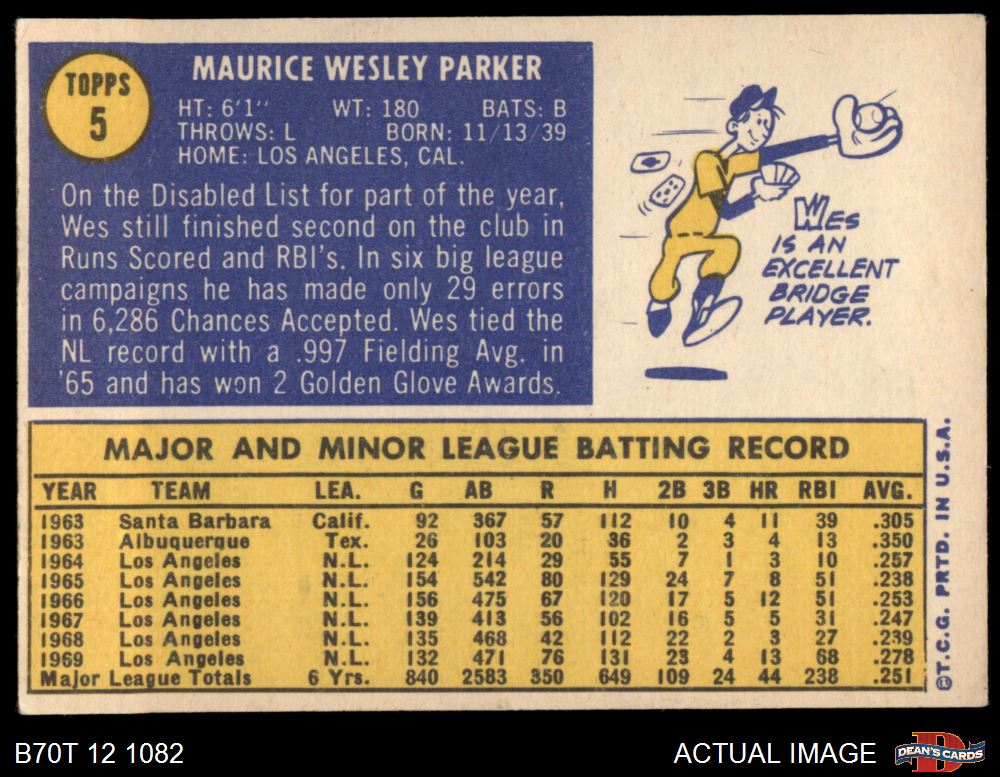 TOPPS
5
MAURICE WESLEY PARKER
HT: 6'1" WT: 180 BATS: B
THROWS: L BORN: 11/13/39
HOME: LOS ANGELES, CAL.
On the Disabled List for part of the year,
Wes still finished second on the club in
Runs Scored and RBI's. In six big league
campaigns he has made only 29 errors
in 6,286 Chances Accepted. Wes tied the
NL record with a .997 Fielding Avg. in
'65 and has won 2 Golden Glove Awards.
WES
IS AN
EXCELLENT
BRIDGE
PLAYER.
MAJOR AND MINOR LEAGUE BATTING RECORD
YEAR TEAM LEA. G AB R H 2B 3B HR RBI AVG.
1963 Santa Barbara Calif. 92 367 57 112 10 4 11 39 .305
1963 Albuquerque Tex. 26 103 20 36 2 3 4 13 .350
1964 Los Angeles N.L. 124 214 29 55 7 1 3 10 .257
1965 Los Angeles N.L. 154 542 80 129 24 7 8 51 .238
1966 Los Angeles N.L. 156 475 67 120 17 5 12 51 .253
1967 Los Angeles N.L. 139 413 56 102 16 5 5 31 .247
1968 Los Angeles N.L. 135 468 42 112 22 2 3 27 .239
1969 Los Angeles N.L. 132 471 76 131 23 4 13 68 .278
Major League Totals 6 Yrs. 840 2583 350 649 109 24 44 238 .251
©T.C.G. PRTD. IN U.S.A.
B70T 12 1082
ACTUAL IMAGE
D
DEAN'S CARDS